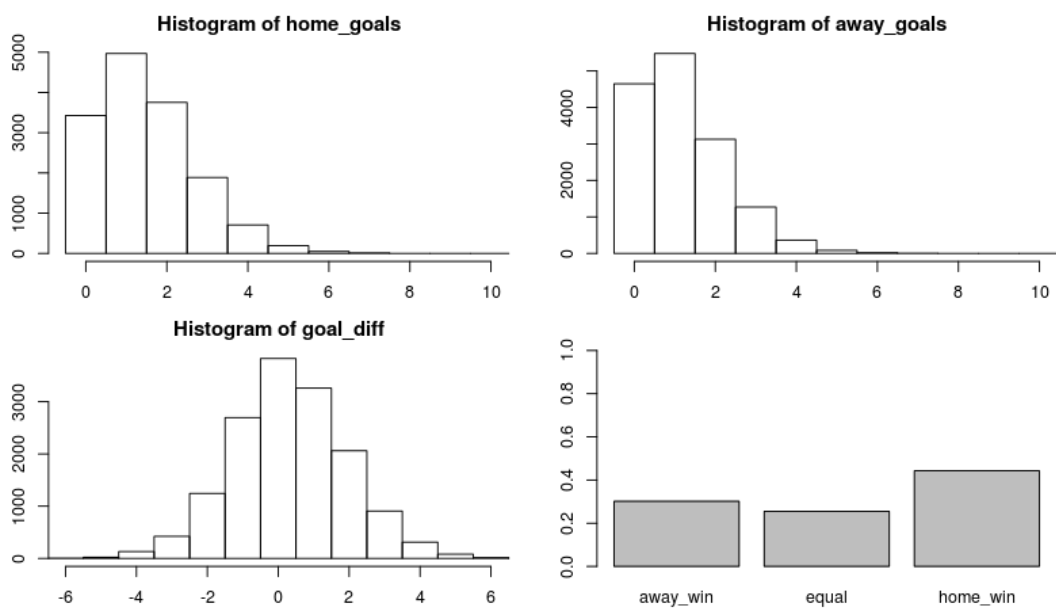 Histogram of home_goals
5000
3000
1000
0
0 2 4 6 8 10
Histogram of away_goals
4000
2000
0
0 2 4 6 8 10
Histogram of goal_diff
3000
2000
1000
0
-6 -4 -2 0 2 4 6
1.0
0.8
0.6
0.4
0.2
0.0
away_win equal home_win